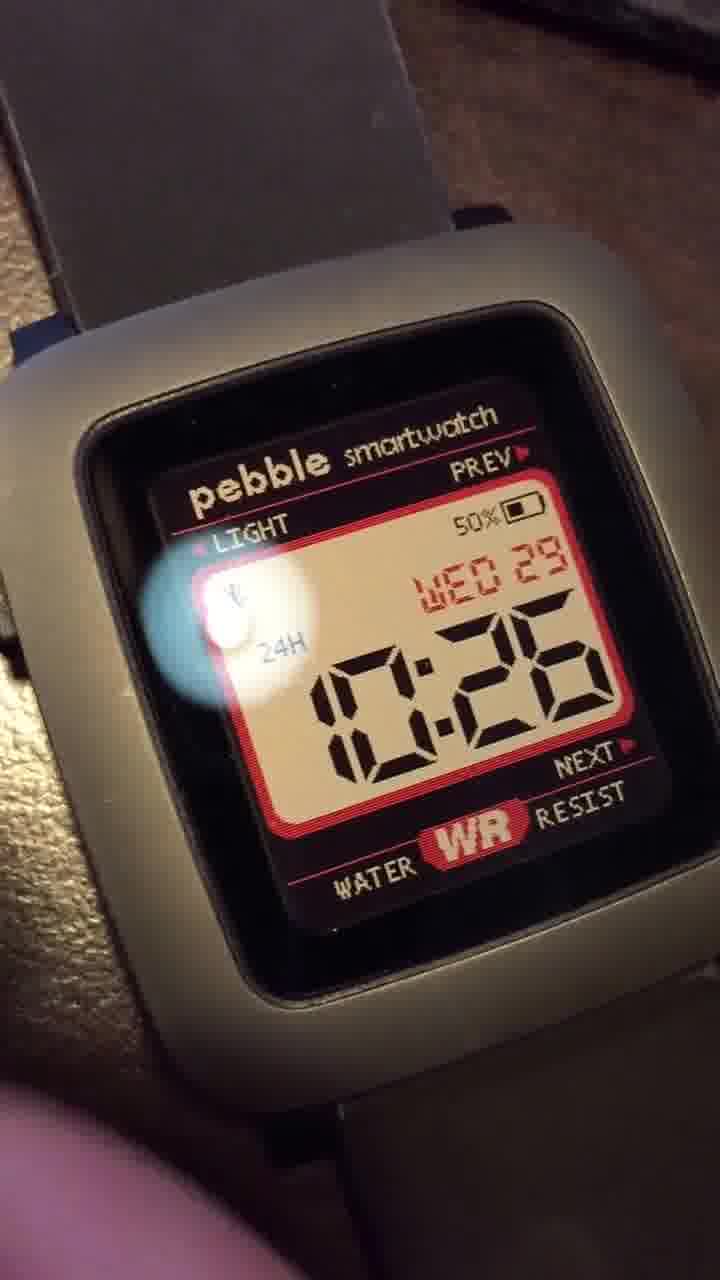 pebble smartwatch
PREV
LIGHT
50%
WED 29
24H
10:26
NEXT
WATER WR RESIST